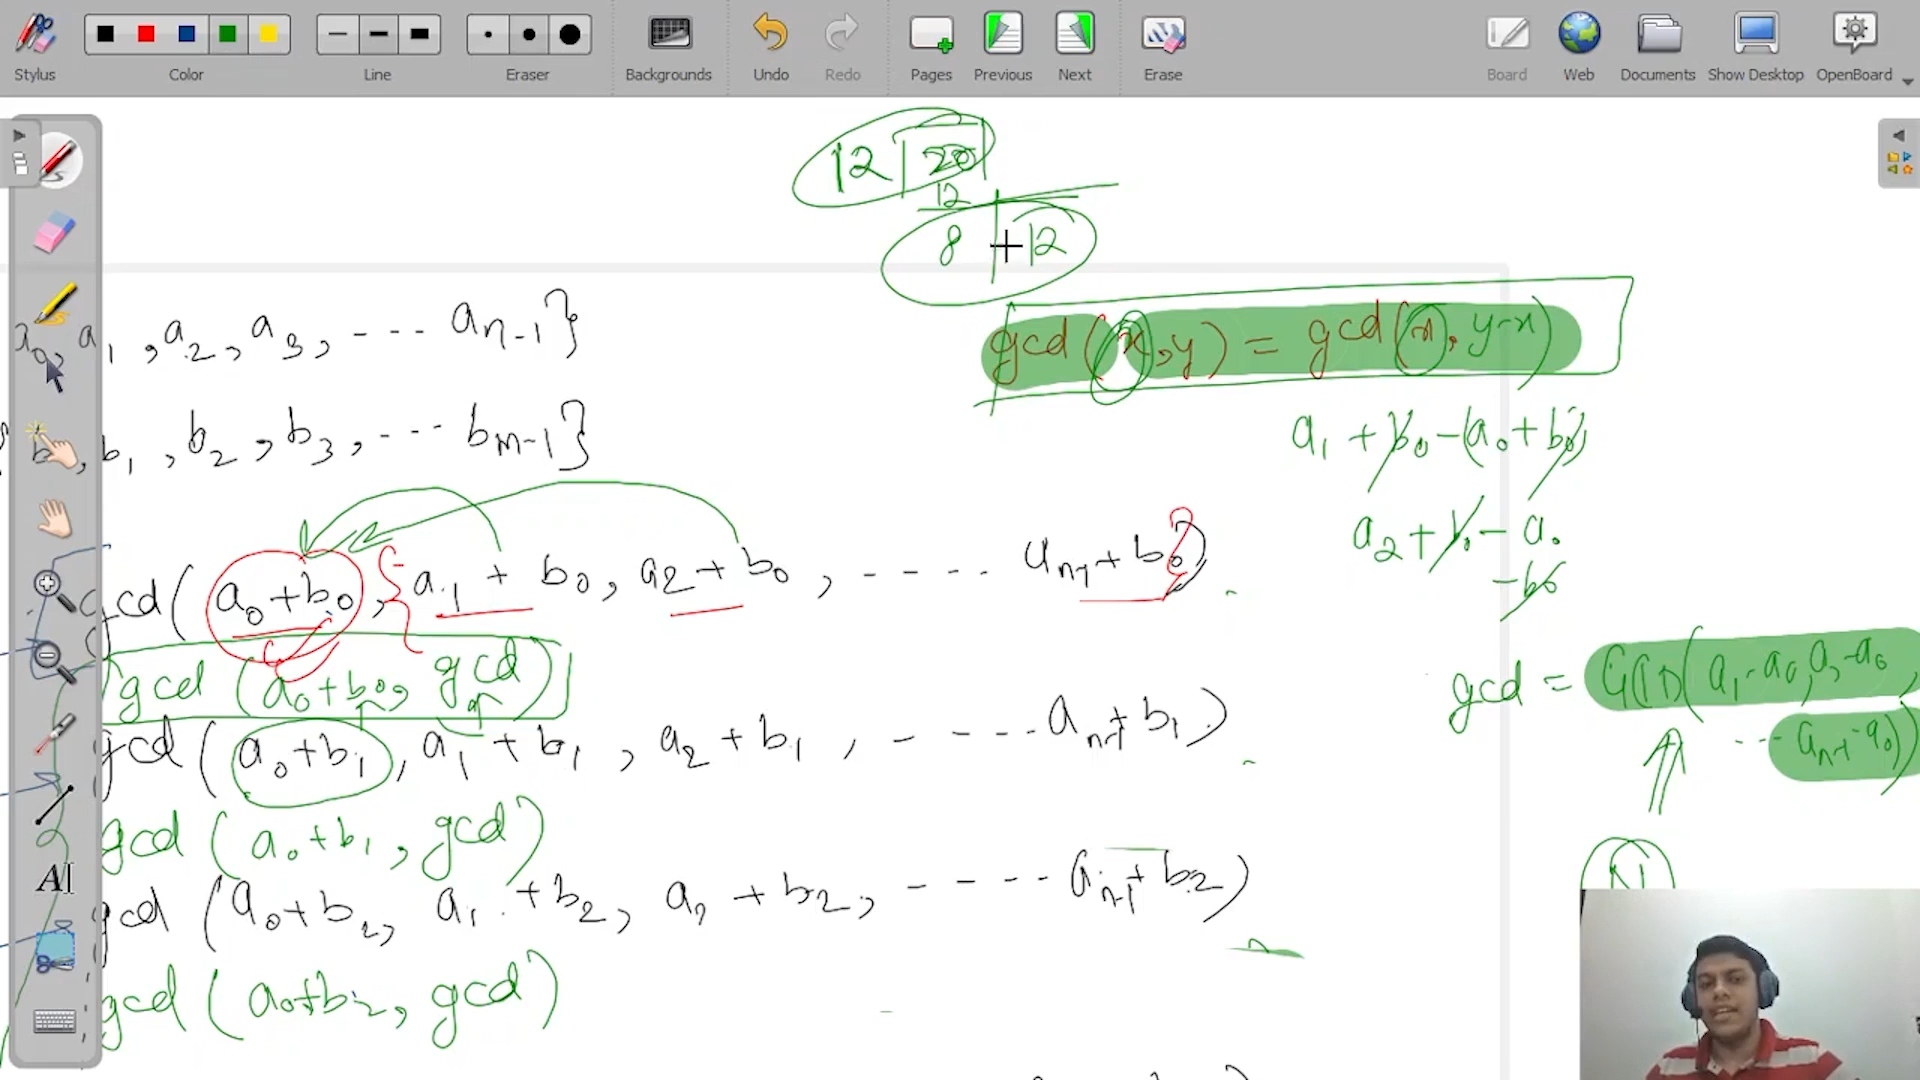 Stylus
Color
Line
Eraser
Backgrounds
Undo
Redo
Pages
Previous
Next
Erase
Board
Web
Documents
Show Desktop
OpenBoard
12 | 20
12
8 | 12
a0, a1, a2, a3, ---- an-1}
gcd(x, y) = gcd(x, y-x)
b1, b2, b3, --- bm-1}
a1 + b0 - (a0 + b0)
a2 + b0 - a0
- b0
gcd(a0 + b0, a1 + b0, a2 + b0, ----- an-1 + b0)
gcd(a0 + b0, gcd)
gcd = GCD(a1 - a0, a2 - a0,
--- an-1 - a0)
gcd(a0 + b1, a1 + b1, a2 + b1, ----- an-1 + b1)
gcd(a0 + b1, gcd)
gcd(a0 + b2, a1 + b2, a2 + b2, ----- an-1 + b2)
gcd(a0 + b2, gcd)
AI